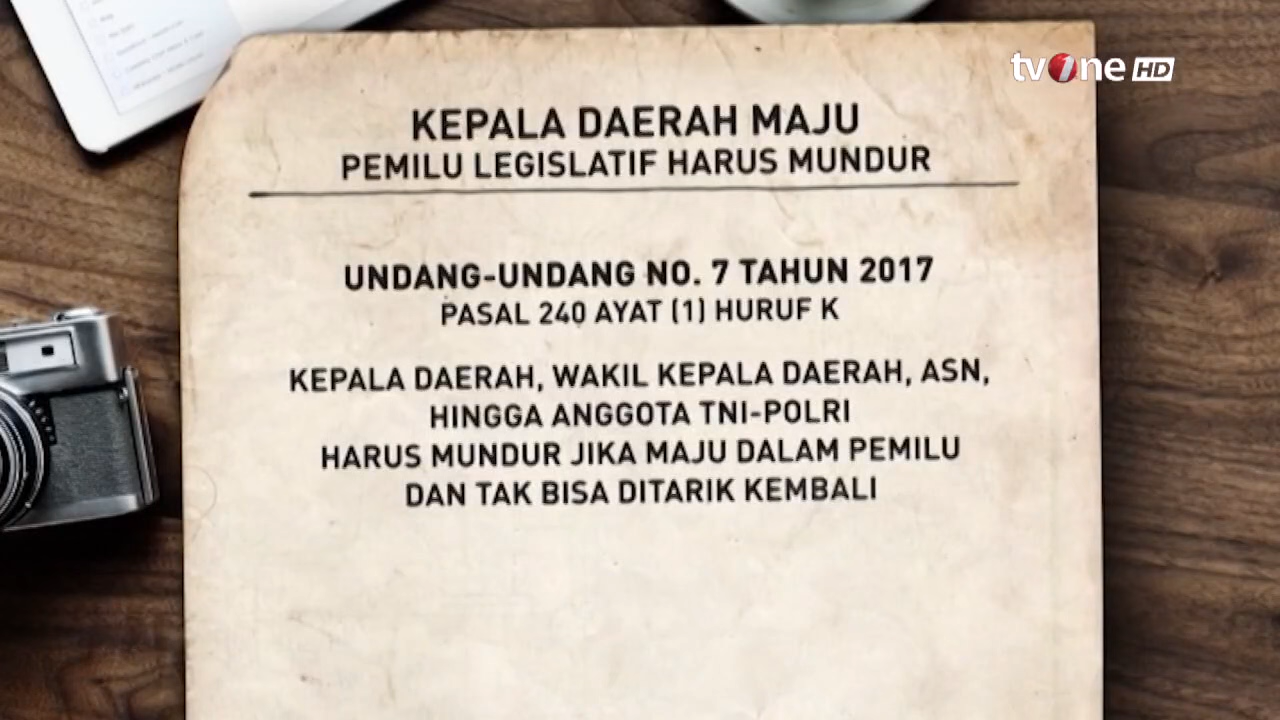 tvOne HD
KEPALA DAERAH MAJU
PEMILU LEGISLATIF HARUS MUNDUR
UNDANG-UNDANG NO. 7 TAHUN 2017
PASAL 240 AYAT (1) HURUF K
KEPALA DAERAH, WAKIL KEPALA DAERAH, ASN,
HINGGA ANGGOTA TNI-POLRI
HARUS MUNDUR JIKA MAJU DALAM PEMILU
DAN TAK BISA DITARIK KEMBALI